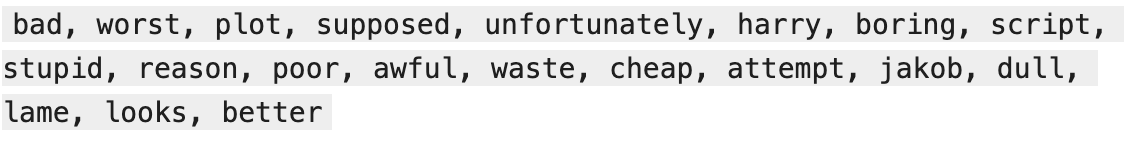 bad, worst, plot, supposed, unfortunately, harry, boring, script,
stupid, reason, poor, awful, waste, cheap, attempt, jakob, dull,
lame, looks, better